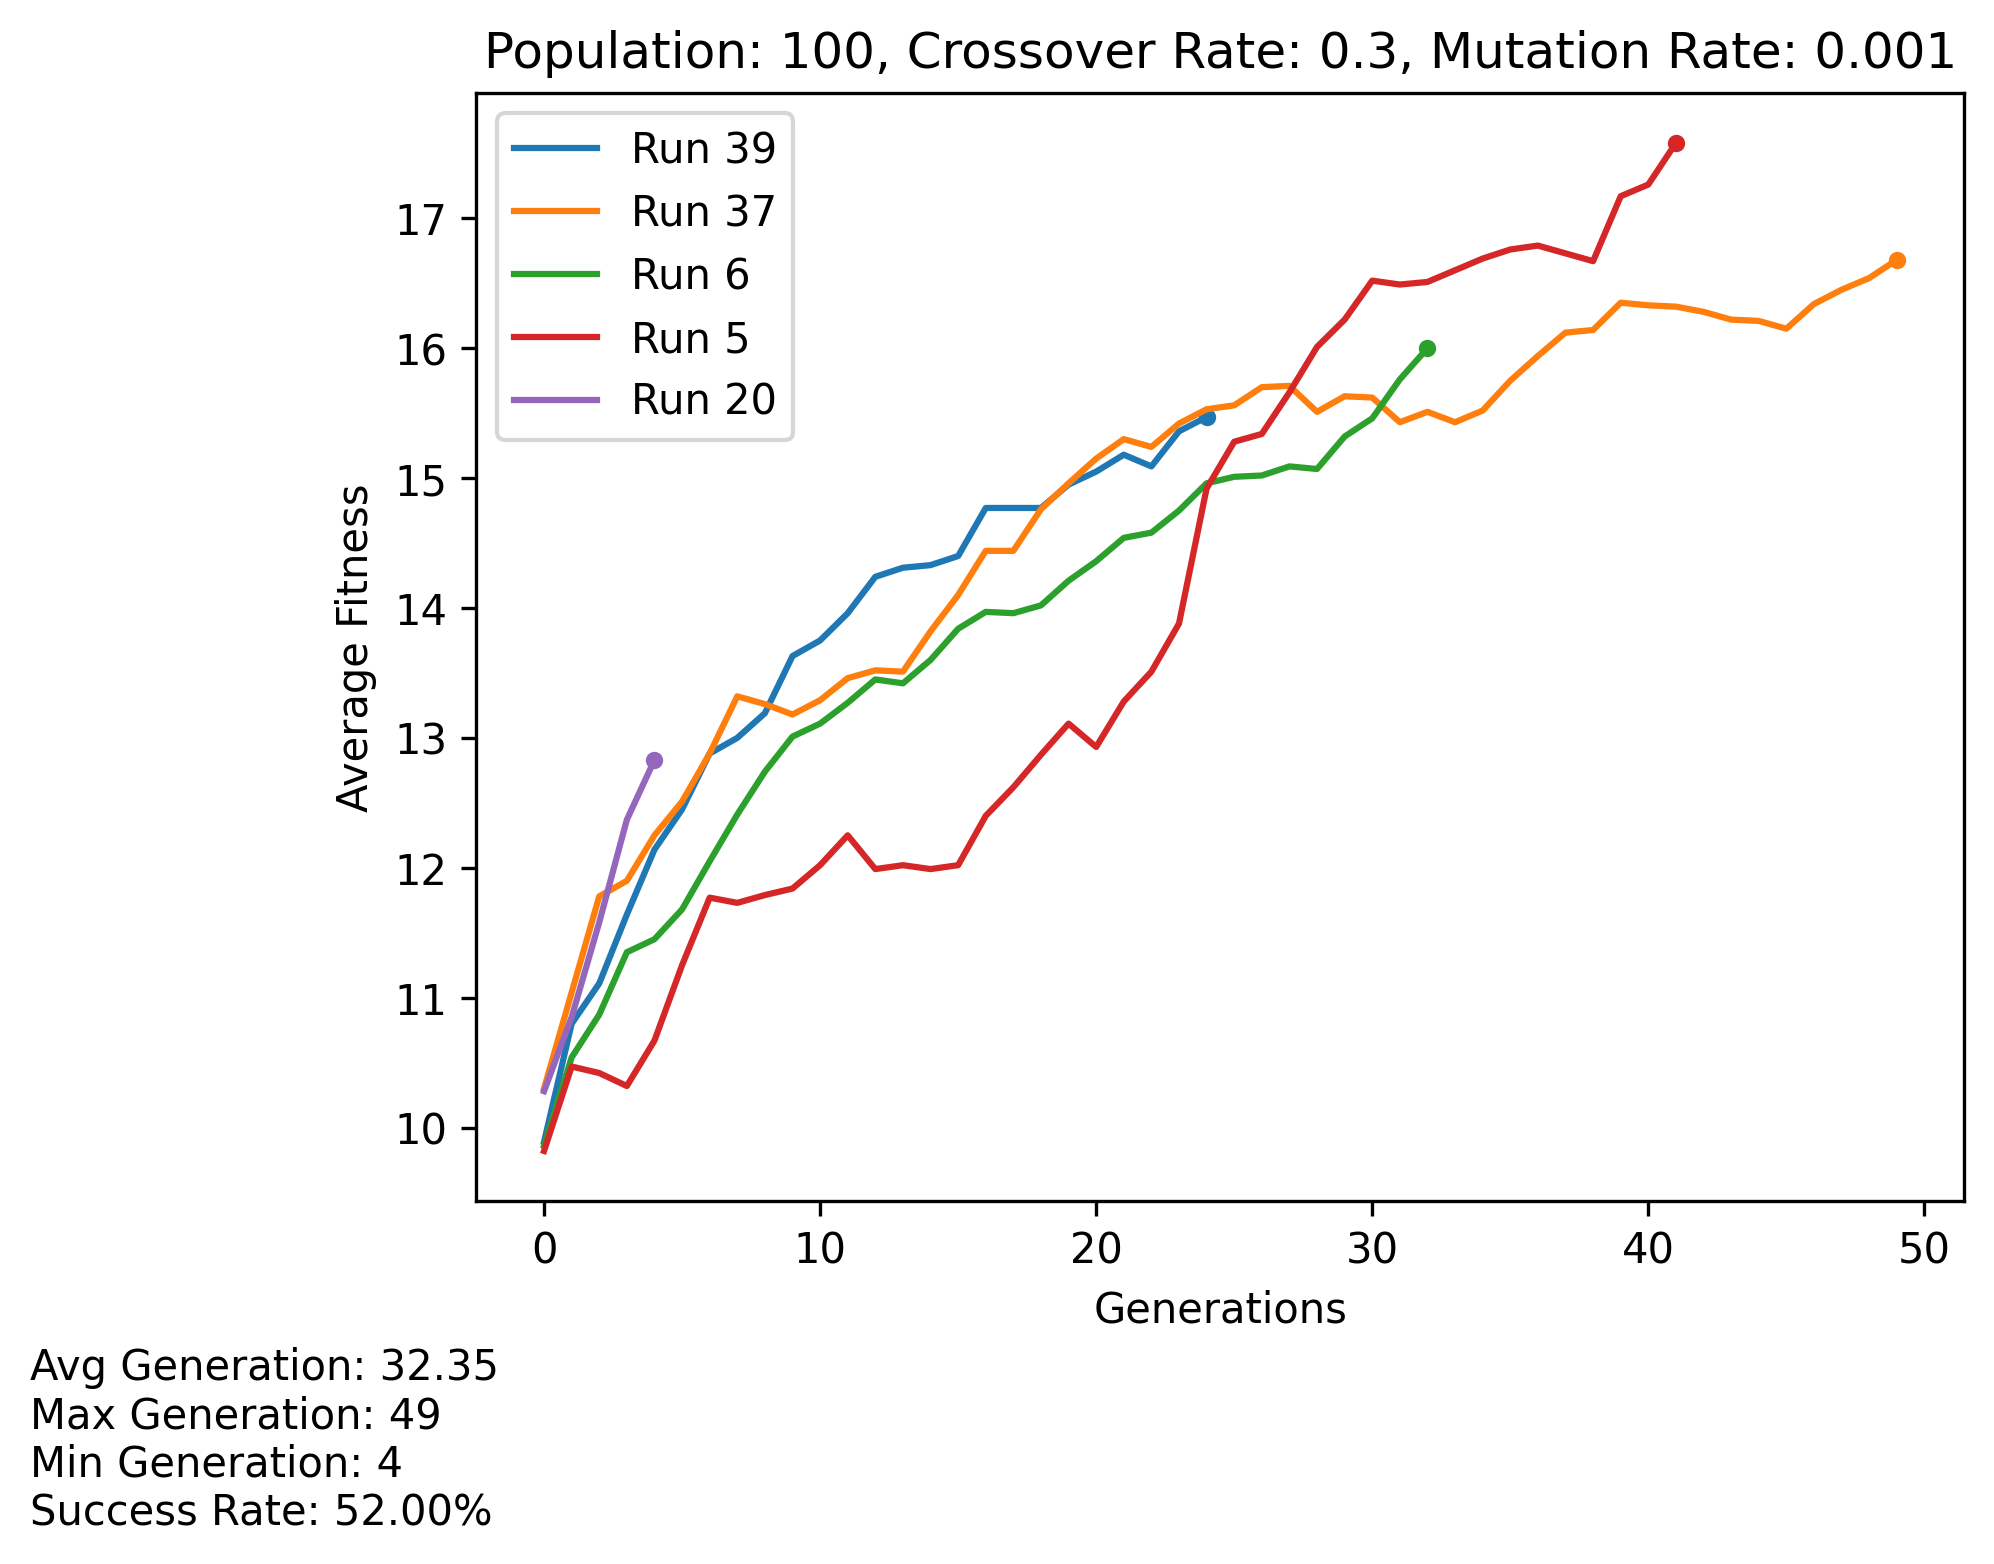 Population: 100, Crossover Rate: 0.3, Mutation Rate: 0.001
Run 39
Run 37
Run 6
Run 5
Run 20
17
16
15
14
13
12
11
10
Average Fitness
0 10 20 30 40 50
Generations
Avg Generation: 32.35
Max Generation: 49
Min Generation: 4
Success Rate: 52.00%